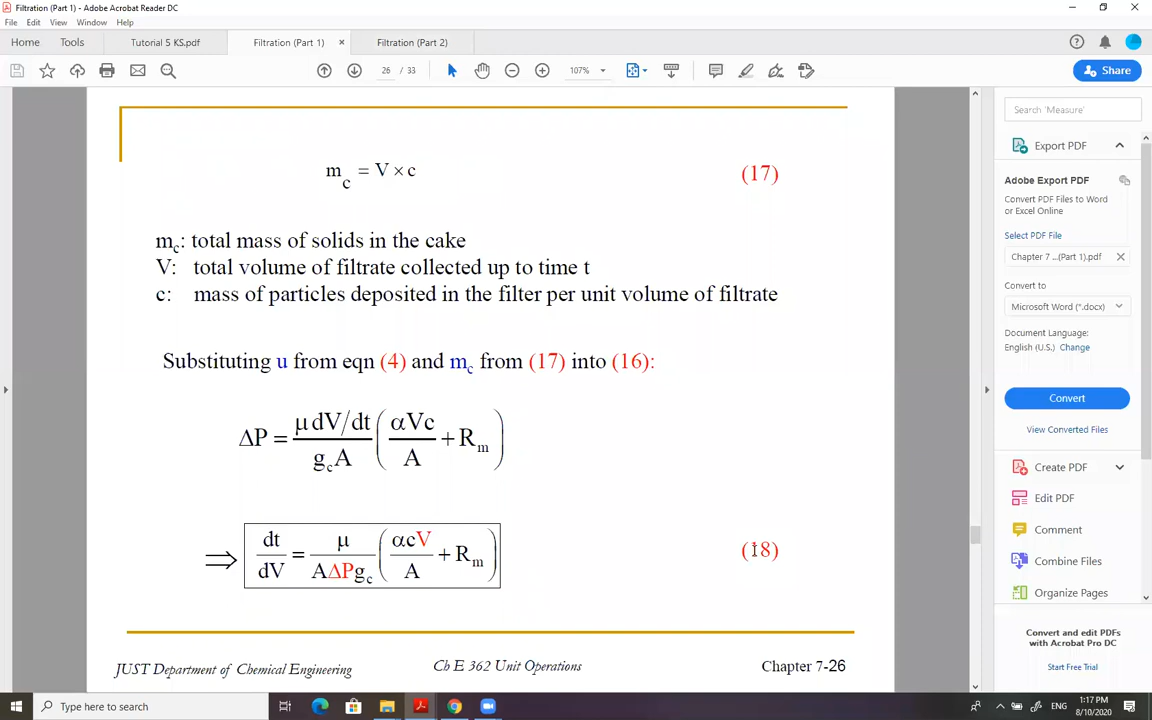 Filtration (Part 1) - Adobe Acrobat Reader DC
File Edit View Window Help
Home Tools Tutorial 5 KS.pdf Filtration (Part 1) × Filtration (Part 2)
26 / 33 107% Share
m_c = V × c (17)
m_c: total mass of solids in the cake
V: total volume of filtrate collected up to time t
c: mass of particles deposited in the filter per unit volume of filtrate
Substituting u from eqn (4) and m_c from (17) into (16):
ΔP = μ dV/dt / g_c A ( αVc / A + R_m )
⇒ dt / dV = μ / AΔPg_c ( αcV / A + R_m ) (18)
JUST Department of Chemical Engineering Ch E 362 Unit Operations Chapter 7-26
Search 'Measure'
Export PDF
Adobe Export PDF
Convert PDF Files to Word
or Excel Online
Select PDF File
Chapter 7 ...(Part 1).pdf ×
Convert to
Microsoft Word (*.docx)
Document Language:
English (U.S.) Change
Convert
View Converted Files
Create PDF
Edit PDF
Comment
Combine Files
Organize Pages
Convert and edit PDFs
with Acrobat Pro DC
Start Free Trial
Type here to search
ENG
1:17 PM
8/10/2020